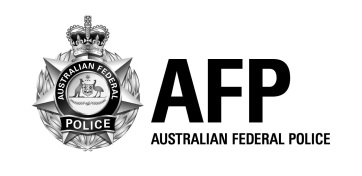 AUSTRALIAN FEDERAL
POLICE
AFP
AUSTRALIAN FEDERAL POLICE